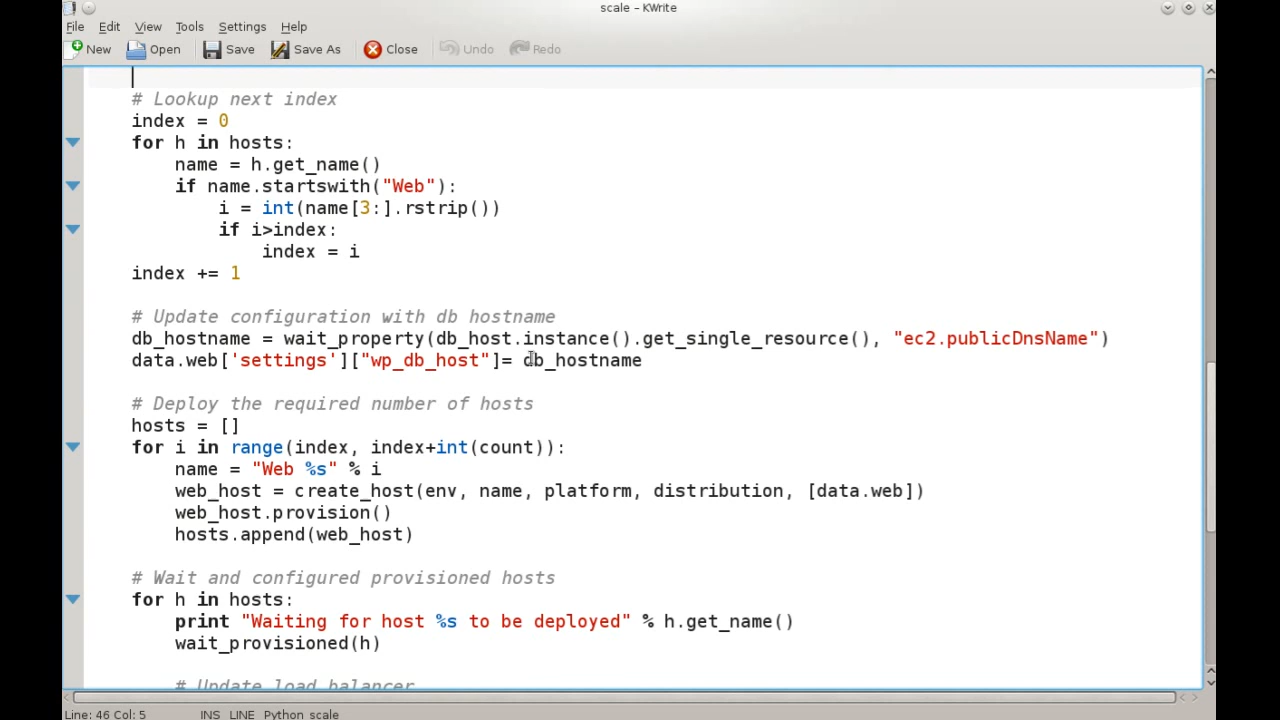 scale – KWrite
File Edit View Tools Settings Help
New Open Save Save As Close Undo Redo
# Lookup next index
index = 0
for h in hosts:
    name = h.get_name()
    if name.startswith("Web"):
        i = int(name[3:].rstrip())
        if i>index:
            index = i
index += 1
# Update configuration with db hostname
db_hostname = wait_property(db_host.instance().get_single_resource(), "ec2.publicDnsName")
data.web['settings']["wp_db_host"]= db_hostname
# Deploy the required number of hosts
hosts = []
for i in range(index, index+int(count)):
    name = "Web %s" % i
    web_host = create_host(env, name, platform, distribution, [data.web])
    web_host.provision()
    hosts.append(web_host)
# Wait and configured provisioned hosts
for h in hosts:
    print "Waiting for host %s to be deployed" % h.get_name()
    wait_provisioned(h)
    # Update load balancer
Line: 46 Col: 5 INS LINE Python scale